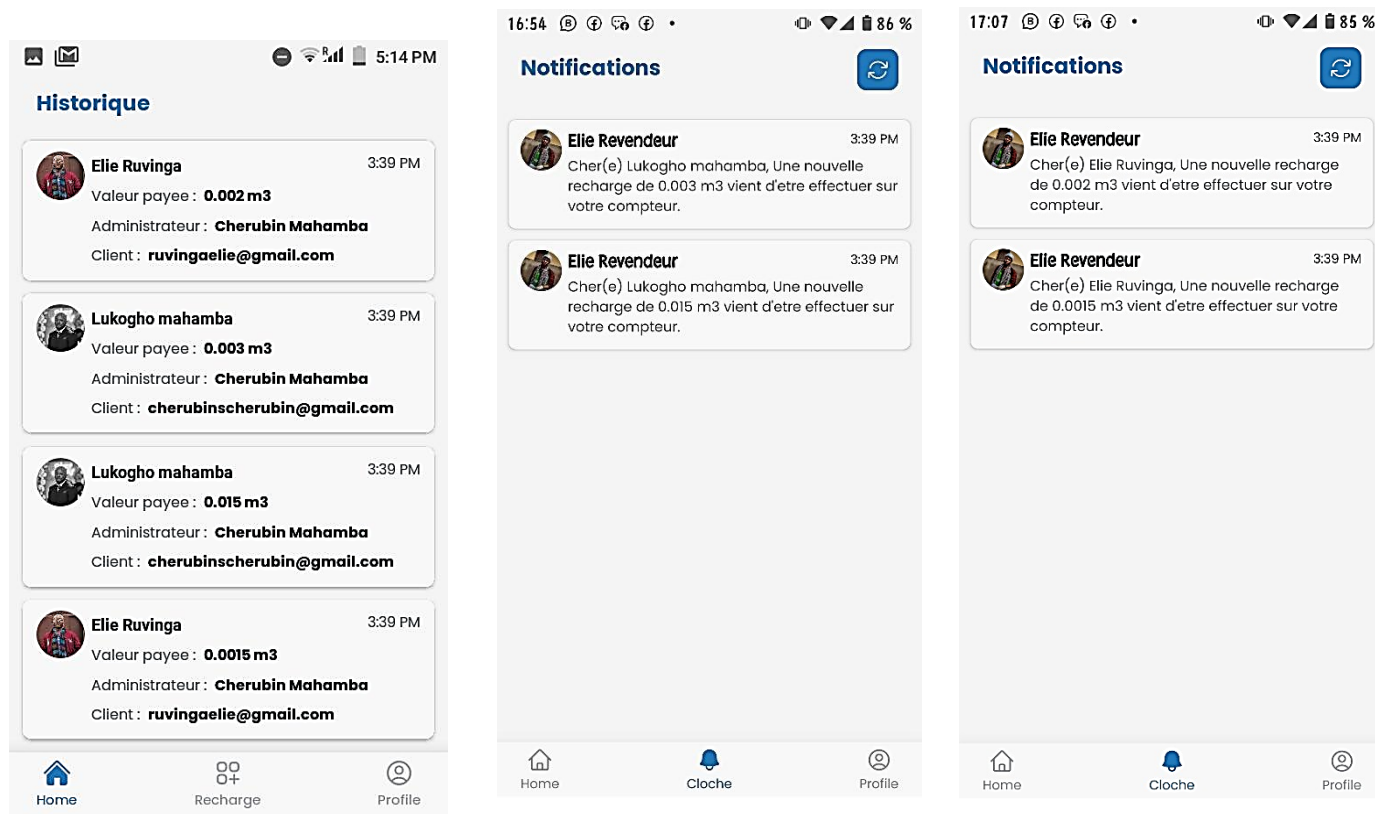 5:14 PM
Historique
Elie Ruvinga 3:39 PM
Valeur payee : 0.002 m3
Administrateur : Cherubin Mahamba
Client : ruvingaelie@gmail.com
Lukogho mahamba 3:39 PM
Valeur payee : 0.003 m3
Administrateur : Cherubin Mahamba
Client : cherubinscherubin@gmail.com
Lukogho mahamba 3:39 PM
Valeur payee : 0.015 m3
Administrateur : Cherubin Mahamba
Client : cherubinscherubin@gmail.com
Elie Ruvinga 3:39 PM
Valeur payee : 0.0015 m3
Administrateur : Cherubin Mahamba
Client : ruvingaelie@gmail.com
Home Recharge Profile
16:54 86 %
Notifications
Elie Revendeur 3:39 PM
Cher(e) Lukogho mahamba, Une nouvelle
recharge de 0.003 m3 vient d'etre effectuer sur
votre compteur.
Elie Revendeur 3:39 PM
Cher(e) Lukogho mahamba, Une nouvelle
recharge de 0.015 m3 vient d'etre effectuer sur
votre compteur.
Home Cloche Profile
17:07 85 %
Notifications
Elie Revendeur 3:39 PM
Cher(e) Elie Ruvinga, Une nouvelle recharge
de 0.002 m3 vient d'etre effectuer sur votre
compteur.
Elie Revendeur 3:39 PM
Cher(e) Elie Ruvinga, Une nouvelle recharge
de 0.0015 m3 vient d'etre effectuer sur votre
compteur.
Home Cloche Profile